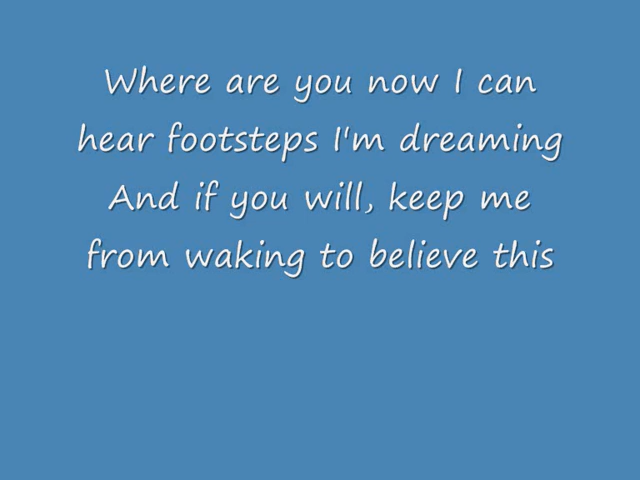 Where are you now I can
hear footsteps I'm dreaming
And if you will, keep me
from waking to believe this